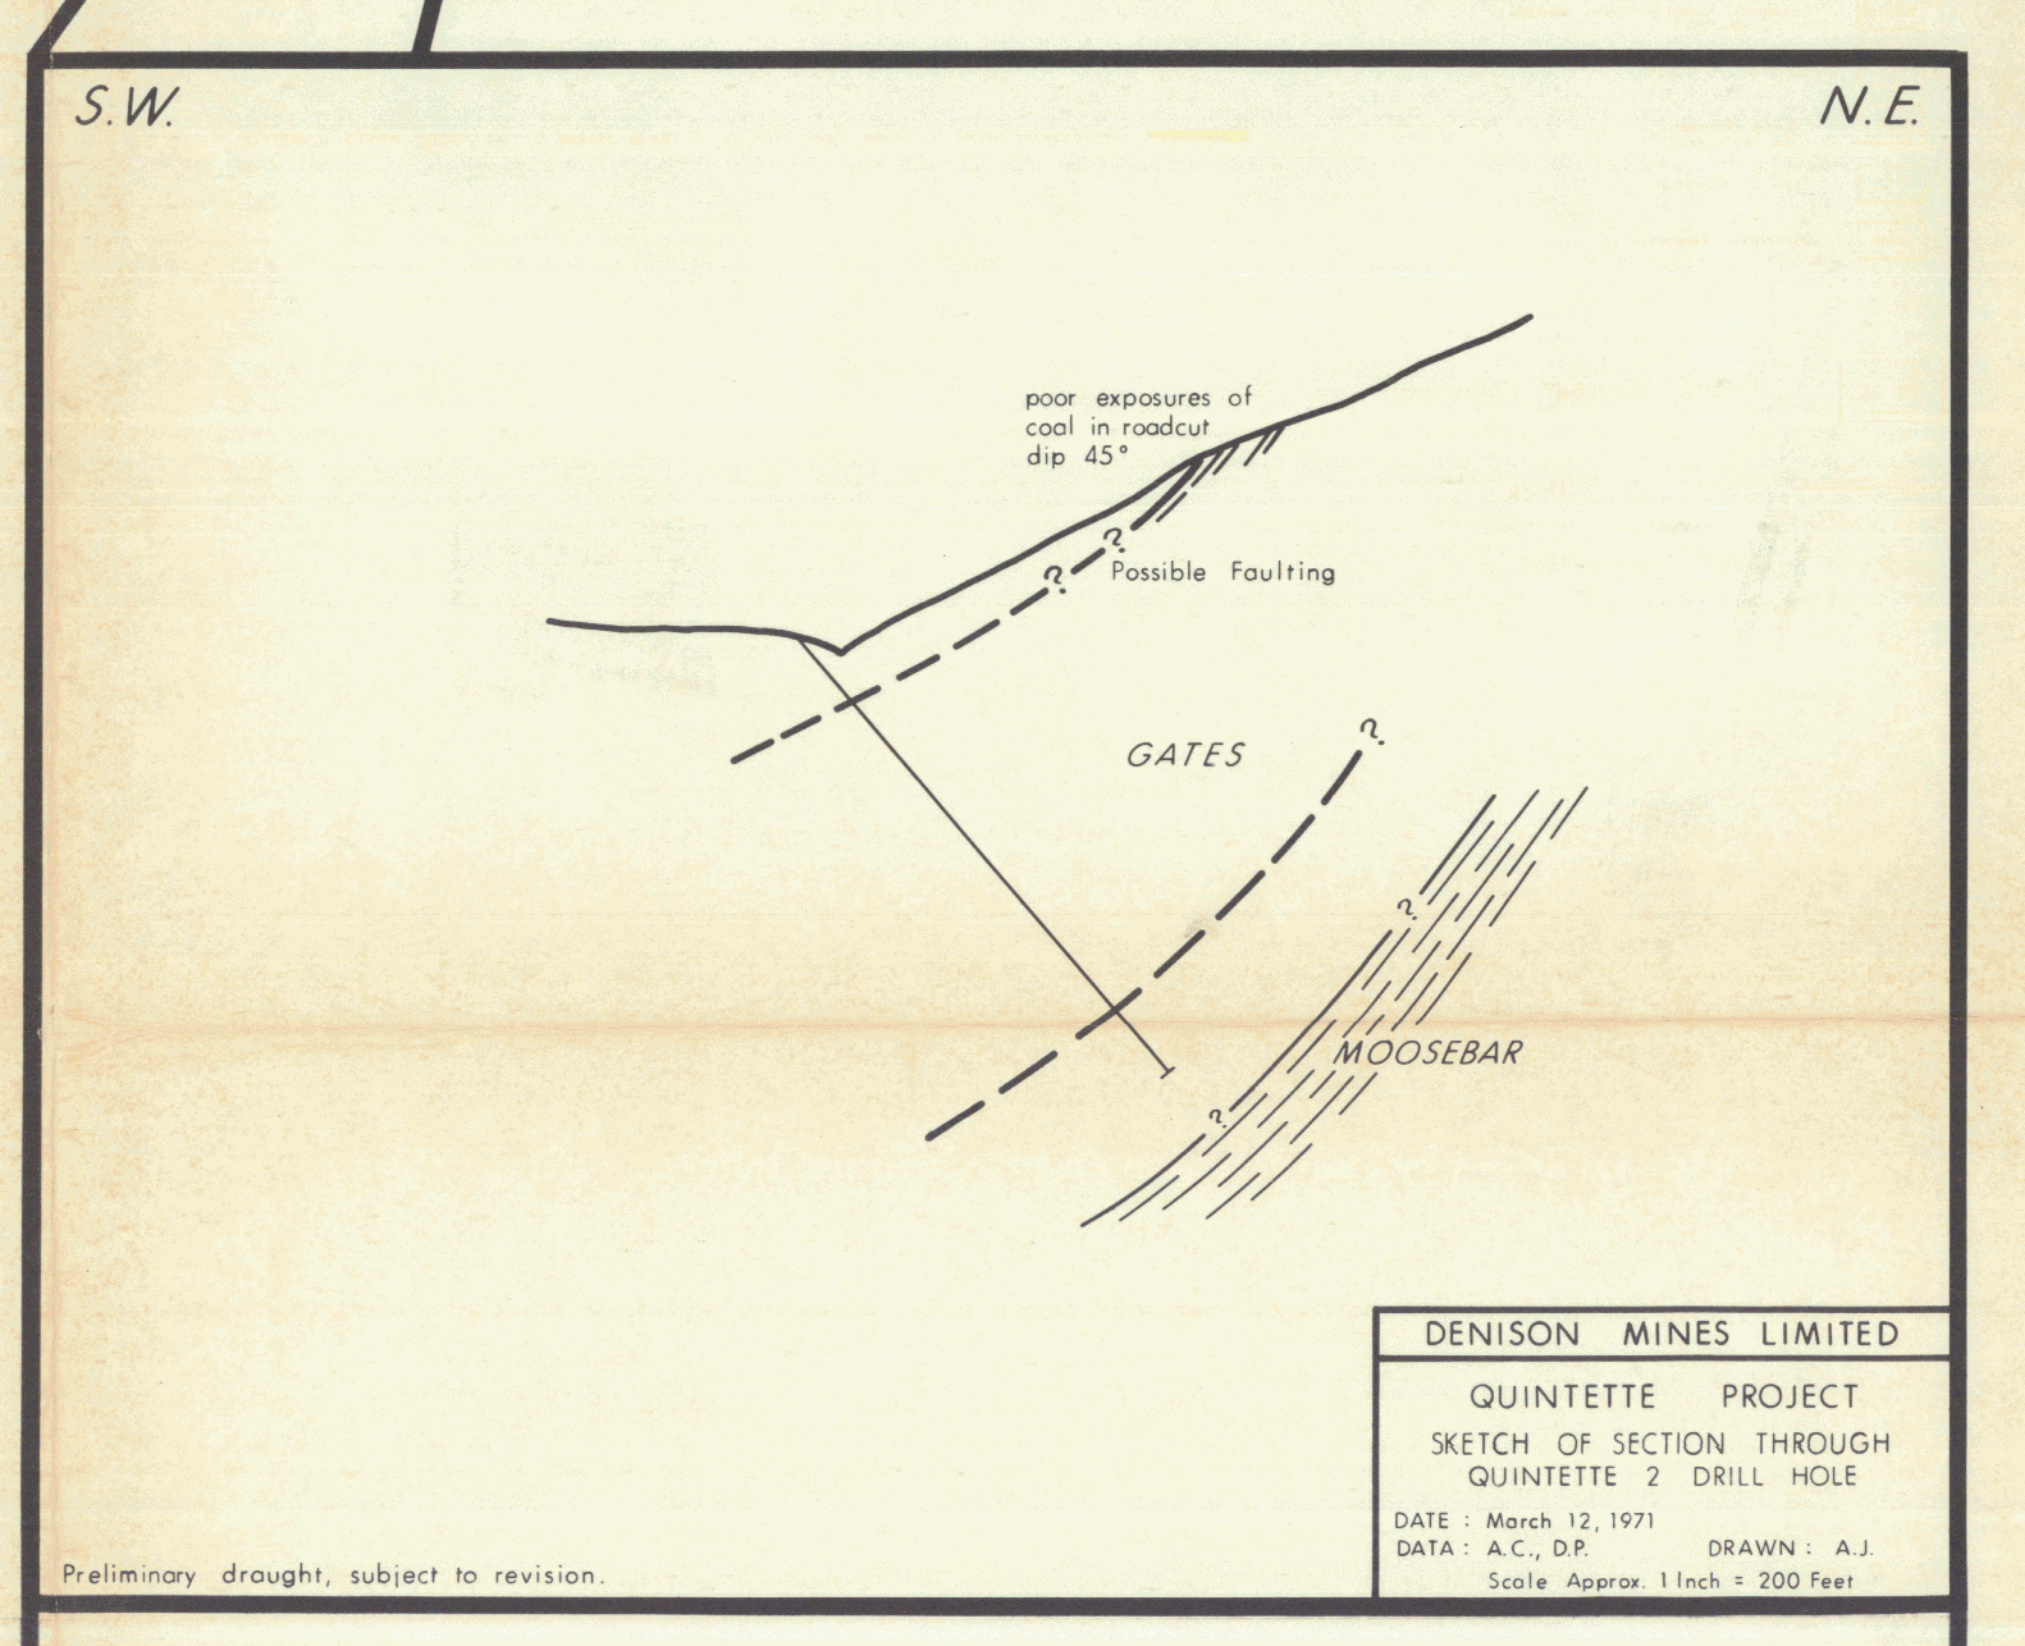 S.W.
N.E.
poor exposures of
coal in roadcut
dip 45°
?
?
Possible Faulting
GATES
?
?
MOOSEBAR
?
DENISON MINES LIMITED
QUINTETTE PROJECT
SKETCH OF SECTION THROUGH
QUINTETTE 2 DRILL HOLE
DATE : March 12, 1971
DATA : A.C., D.P. DRAWN : A.J.
Scale Approx. 1 Inch = 200 Feet
Preliminary draught, subject to revision.